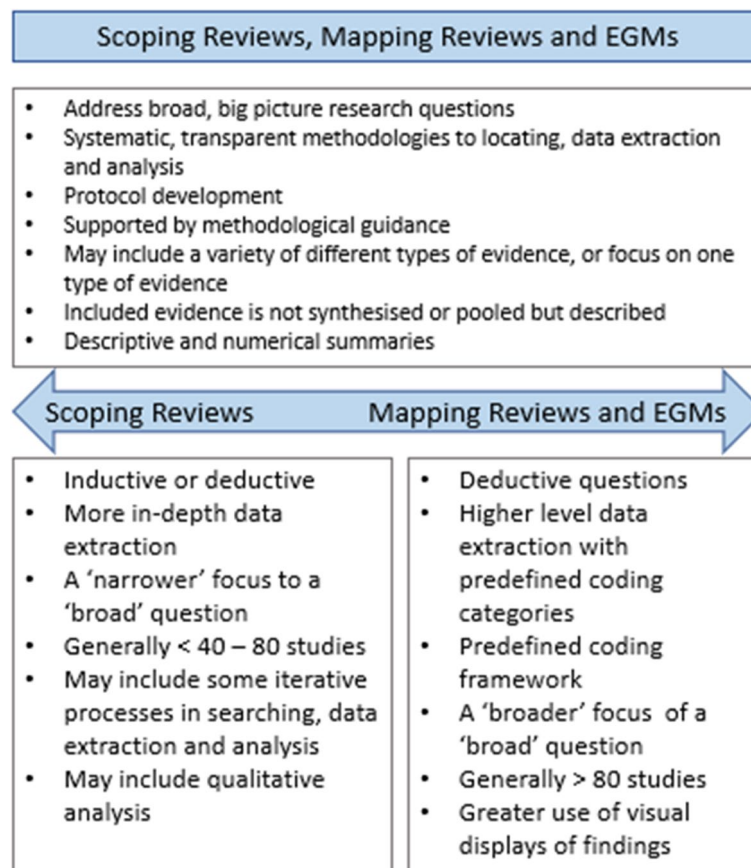 Scoping Reviews, Mapping Reviews and EGMs
• Address broad, big picture research questions
• Systematic, transparent methodologies to locating, data extraction
and analysis
• Protocol development
• Supported by methodological guidance
• May include a variety of different types of evidence, or focus on one
type of evidence
• Included evidence is not synthesised or pooled but described
• Descriptive and numerical summaries
Scoping Reviews
Mapping Reviews and EGMs
• Inductive or deductive
• More in-depth data
extraction
• A ‘narrower’ focus to a
‘broad’ question
• Generally < 40 – 80 studies
• May include some iterative
processes in searching, data
extraction and analysis
• May include qualitative
analysis
• Deductive questions
• Higher level data
extraction with
predefined coding
categories
• Predefined coding
framework
• A ‘broader’ focus of a
‘broad’ question
• Generally > 80 studies
• Greater use of visual
displays of findings